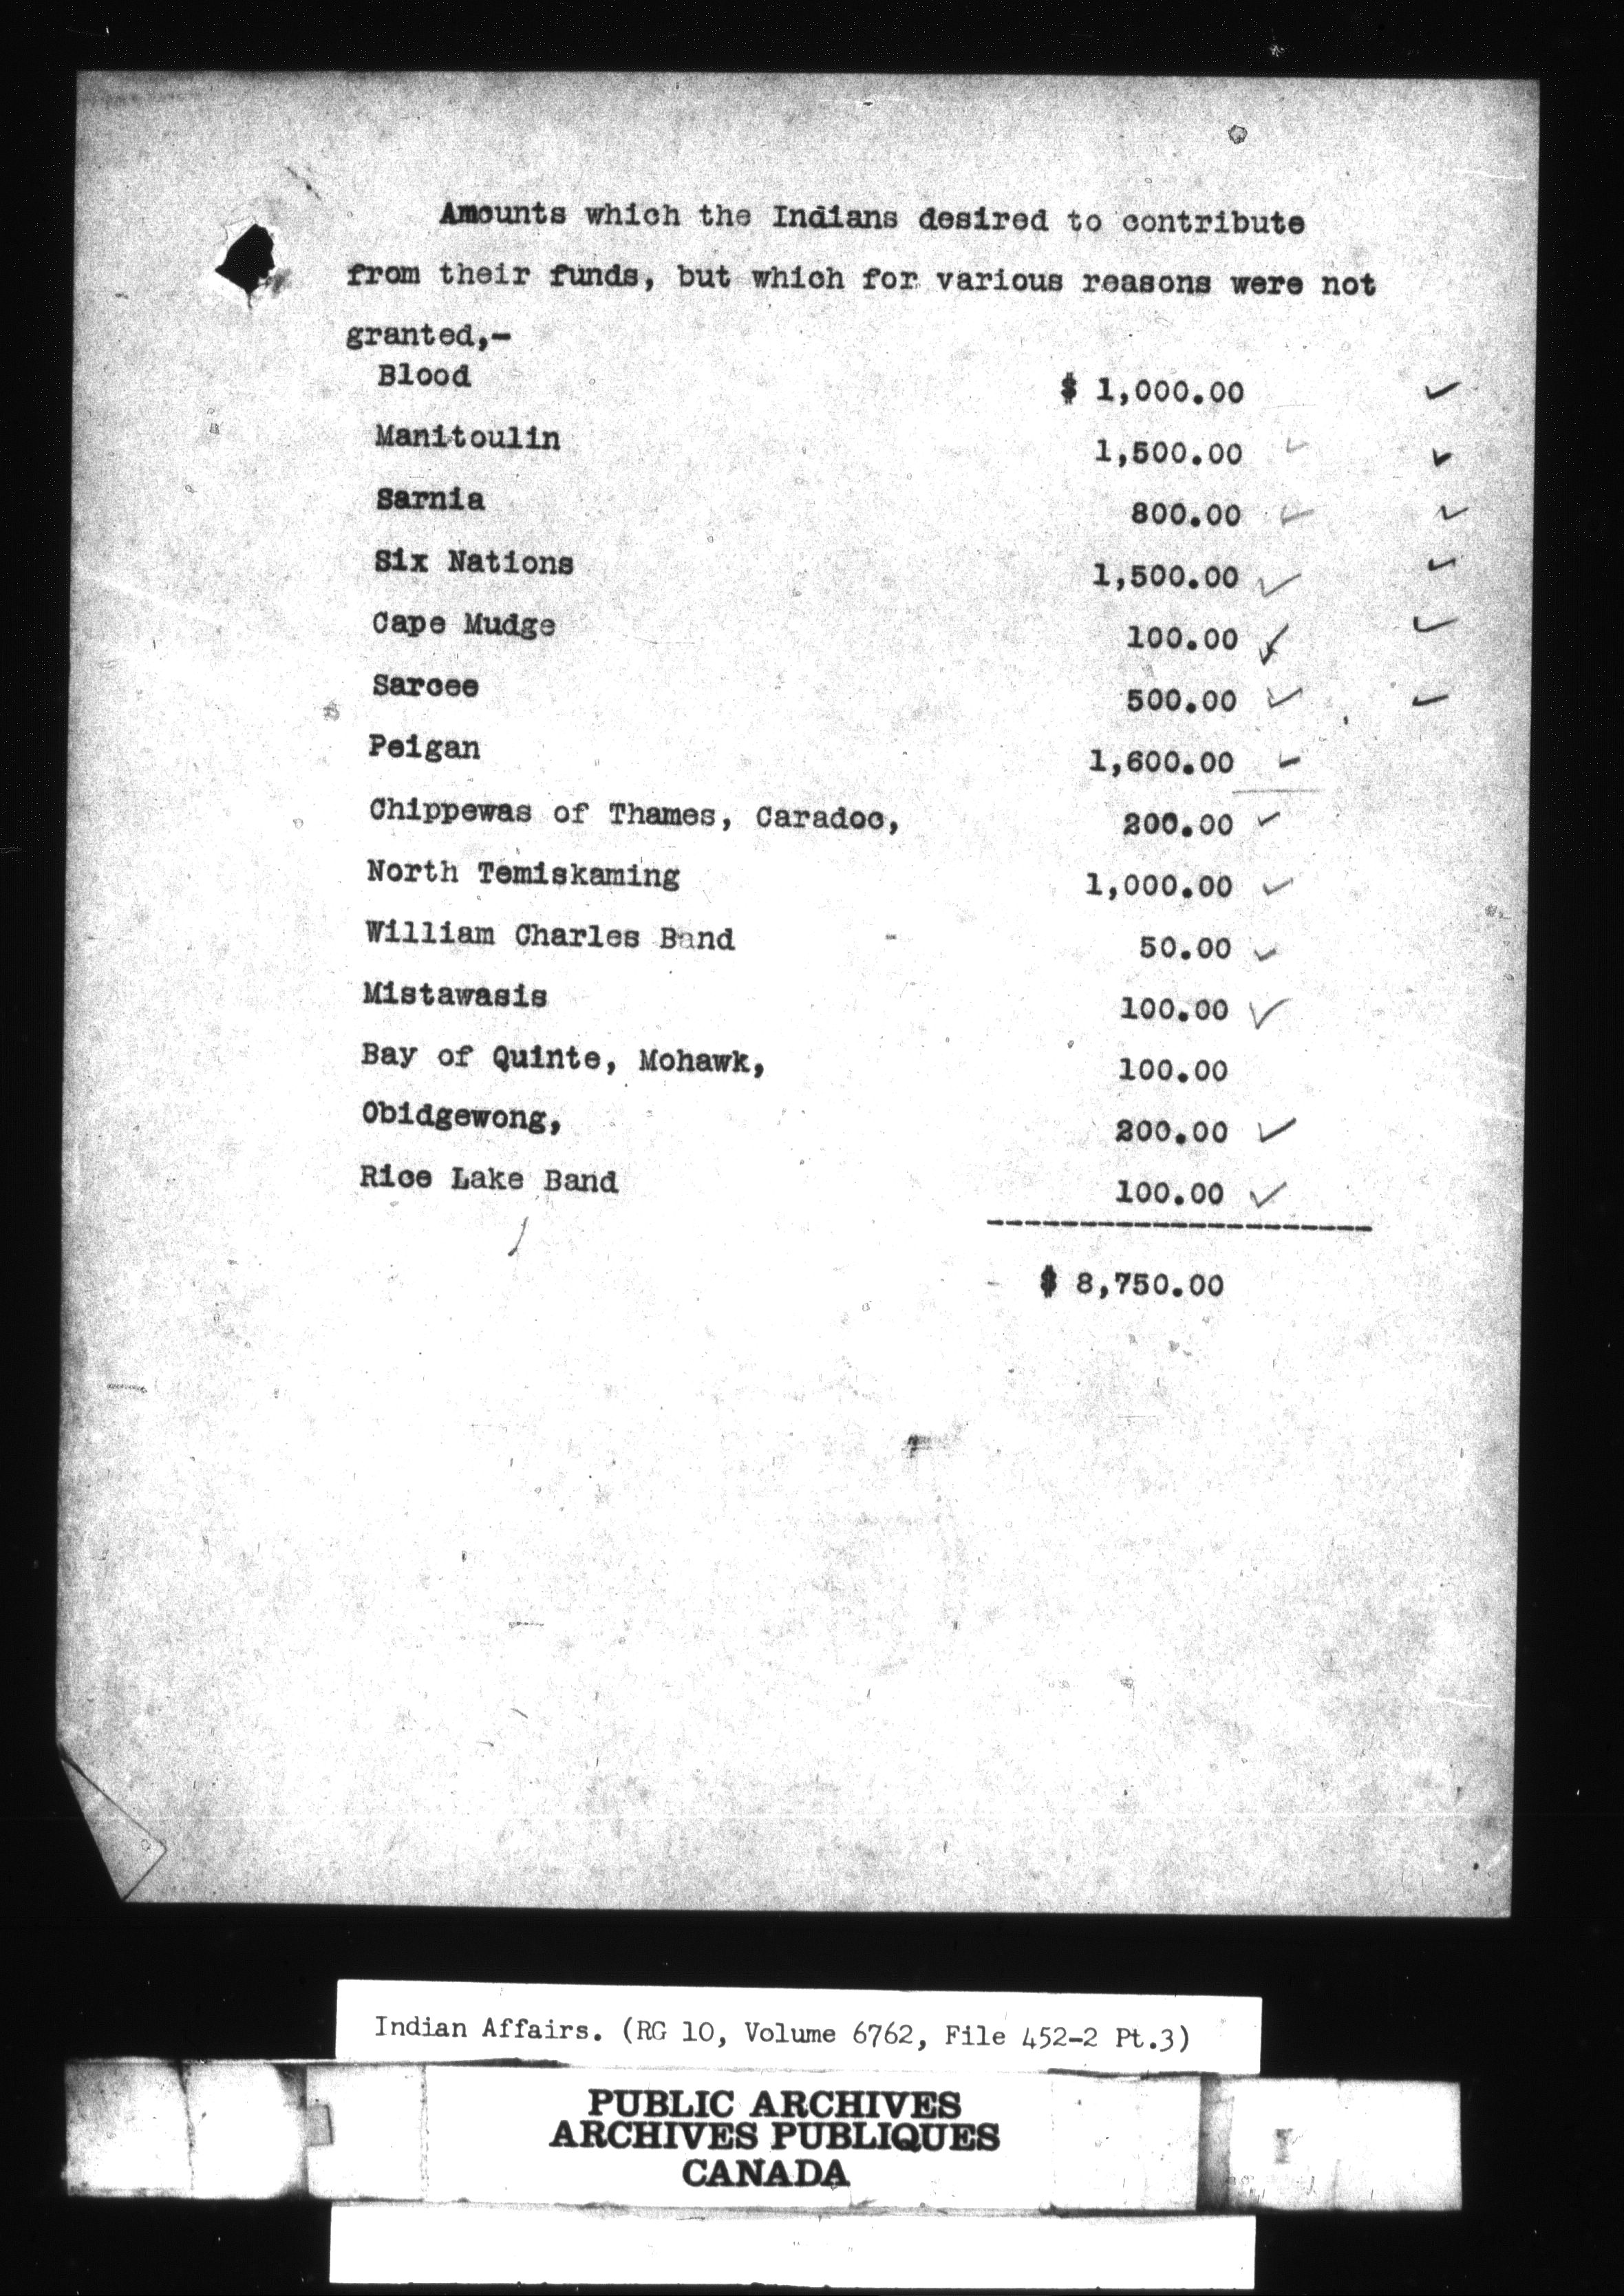 Amounts which the Indians desired to contribute
from their funds, but which for various reasons were not
granted,-
Blood $ 1,000.00 ✓
Manitoulin 1,500.00 ✓ ✓
Sarnia 800.00 ✓ ✓
Six Nations 1,500.00 ✓ ✓
Cape Mudge 100.00 ✓ ✓
Sarcee 500.00 ✓ ✓
Peigan 1,600.00 ✓
Chippewas of Thames, Caradoc, 200.00 ✓
North Temiskaming 1,000.00 ✓
William Charles Band 50.00 ✓
Mistawasis 100.00 ✓
Bay of Quinte, Mohawk, 100.00
Obidgewong, 200.00 ✓
Rice Lake Band 100.00 ✓
$ 8,750.00
Indian Affairs. (RG 10, Volume 6762, File 452-2 Pt.3)
PUBLIC ARCHIVES
ARCHIVES PUBLIQUES
CANADA